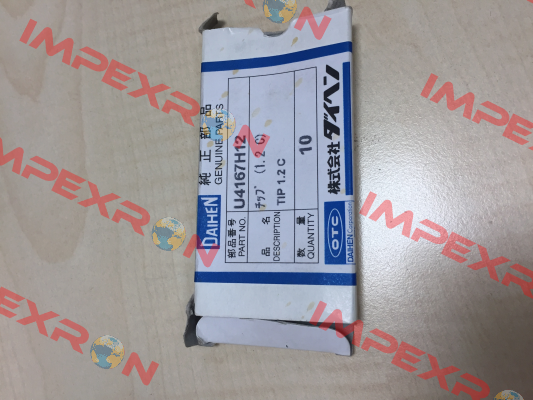 DAIHEN 純正部品
GENUINE PARTS
部品番号
PART NO.
U4167H12
品名
DESCRIPTION
チップ (1.2 C)
TIP 1.2 C
数量
QUANTITY
10
OTC 株式会社ダイヘン
DAIHEN Corporation
IMPEXRON
IMPEXRON
IMPEXRON
IMPEXRON
IMPEXRON